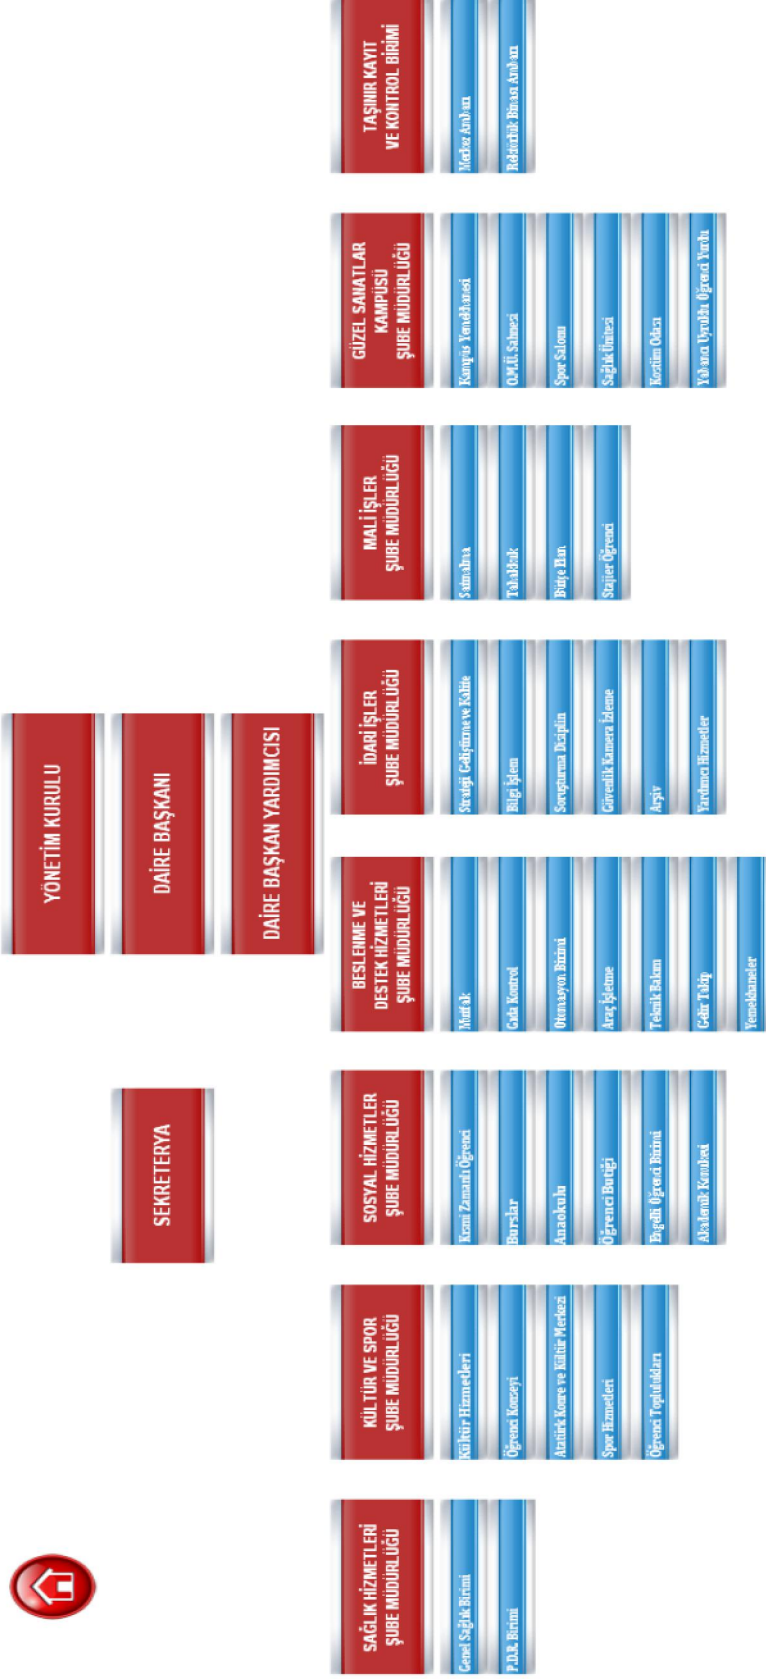 YÖNETİM KURULU
DAİRE BAŞKANI
DAİRE BAŞKAN YARDIMCISI
SEKRETERYA
SAĞLIK HİZMETLERİ
ŞUBE MÜDÜRLÜĞÜ
Genel Sağlık Birimi
P.D.R. Birimi
KÜLTÜR VE SPOR
ŞUBE MÜDÜRLÜĞÜ
Kültür Hizmetleri
Öğrenci Konseyi
Atatürk Konre ve Kültür Merkezi
Spor Hizmetleri
Öğrenci Toplulukları
SOSYAL HİZMETLER
ŞUBE MÜDÜRLÜĞÜ
Kısmi Zamanlı Öğrenci
Burslar
Anaokulu
Öğrenci Butiği
Engelli Öğrenci Birimi
Akademik Konukevi
BESLENME VE
DESTEK HİZMETLERİ
ŞUBE MÜDÜRLÜĞÜ
Mutfak
Gıda Kontrol
Otomasyon Birimi
Araç İşletme
Teknik Bakım
Gelir Takip
Yemekhaneler
İDARİ İŞLER
ŞUBE MÜDÜRLÜĞÜ
Strateji Geliştirme ve Kalite
Bilgi İşlem
Soruşturma Disiplin
Güvenlik Kamera İzleme
Arşiv
Yardımcı Hizmetler
MALİ İŞLER
ŞUBE MÜDÜRLÜĞÜ
Satınalma
Tahakkuk
Bütçe Plan
Stajier Öğrenci
GÜZEL SANATLAR
KAMPÜSÜ
ŞUBE MÜDÜRLÜĞÜ
Kampüs Yemekhanesi
O.M.Ü. Sahnesi
Spor Salonu
Sağlık Ünitesi
Kostüm Odası
Yabancı Uyruklu Öğrenci Yurdu
TAŞINIR KAYIT
VE KONTROL BİRİMİ
Merkez Ambarı
Rektörlük Binası Ambarı